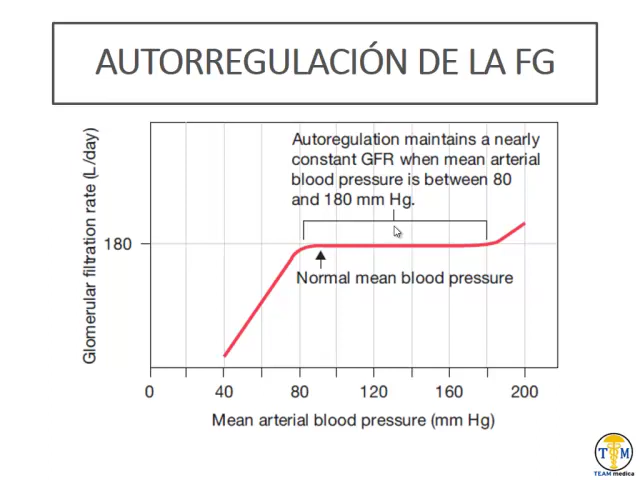 AUTORREGULACIÓN DE LA FG
Autoregulation maintains a nearly
constant GFR when mean arterial
blood pressure is between 80
and 180 mm Hg.
Glomerular filtration rate (L/day)
180
Normal mean blood pressure
0 40 80 120 160 200
Mean arterial blood pressure (mm Hg)
T M
TEAM medica